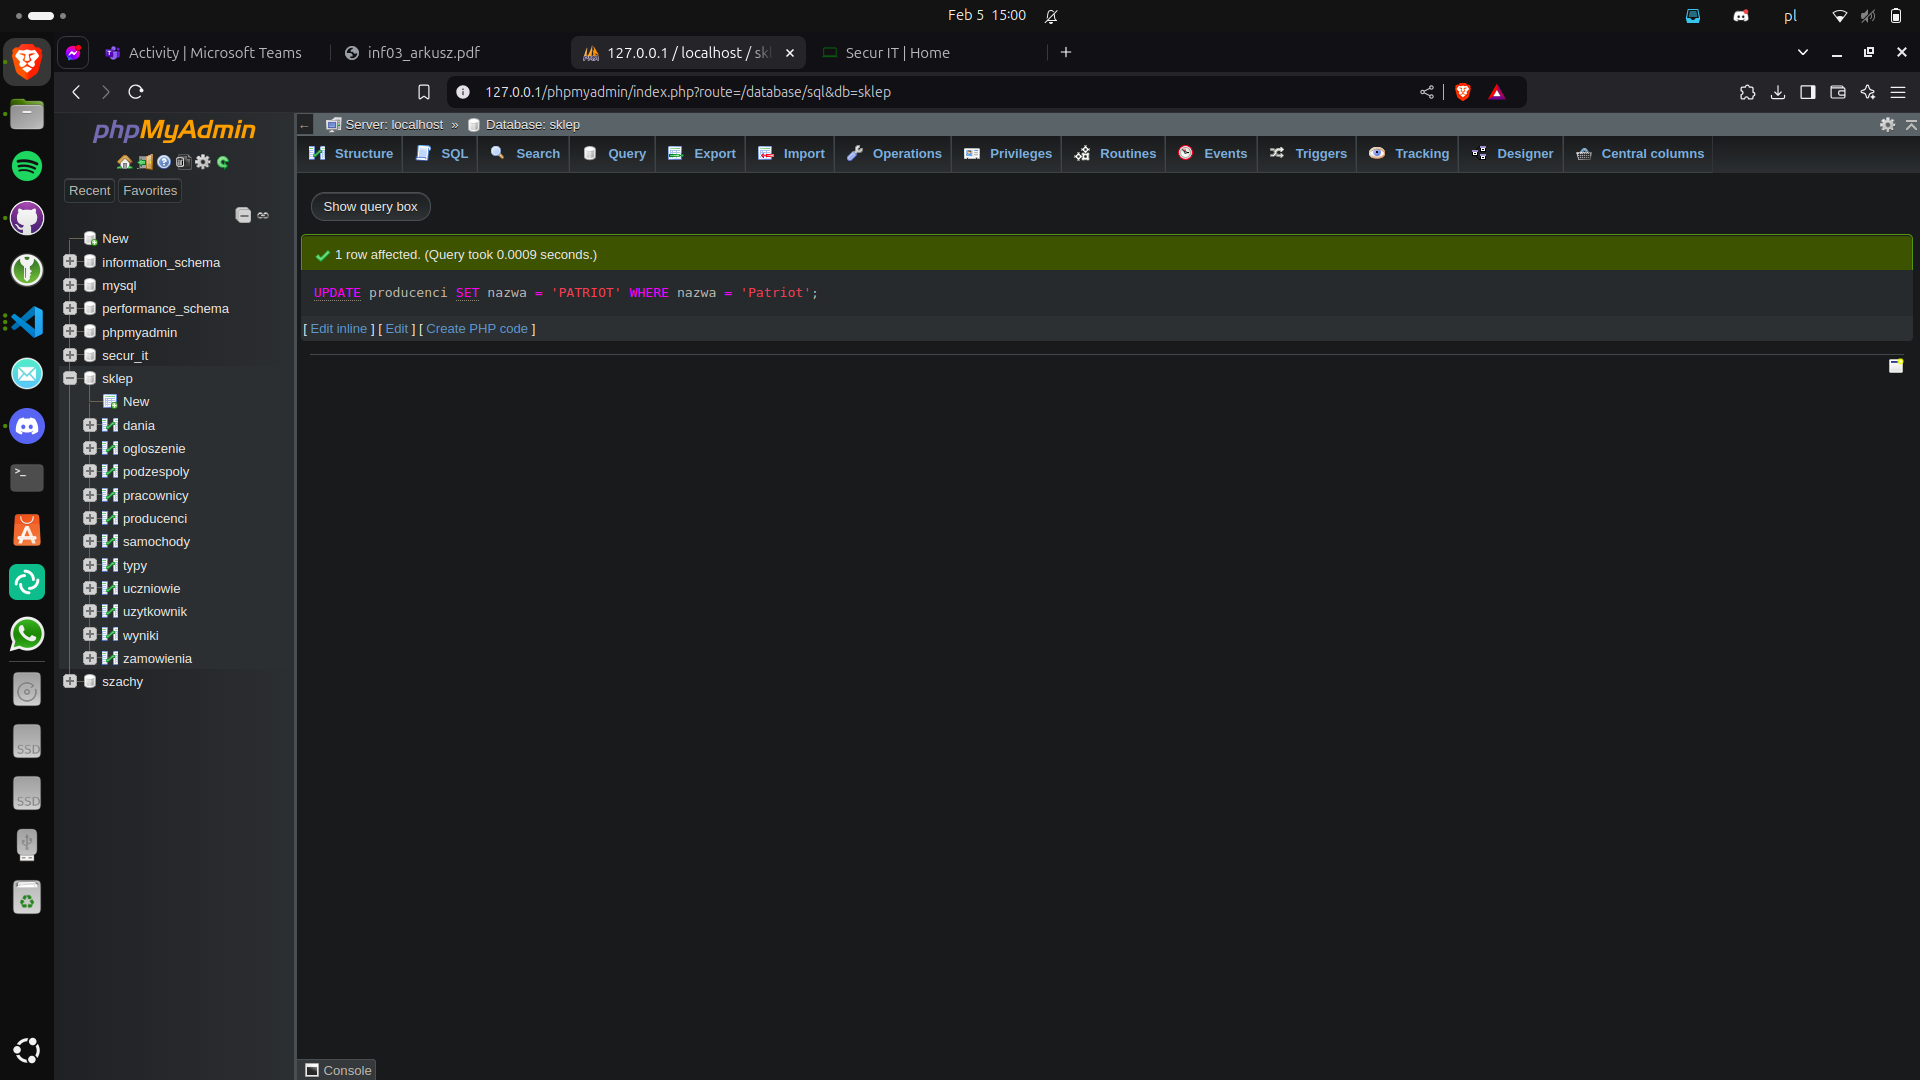 Feb 5 15:00
pl
Activity | Microsoft Teams
inf03_arkusz.pdf
127.0.0.1 / localhost / skl
Secur IT | Home
127.0.0.1/phpmyadmin/index.php?route=/database/sql&db=sklep
phpMyAdmin
Recent
Favorites
New
information_schema
mysql
performance_schema
phpmyadmin
secur_it
sklep
New
dania
ogloszenie
podzespoly
pracownicy
producenci
samochody
typy
uczniowie
uzytkownik
wyniki
zamowienia
szachy
Server: localhost » Database: sklep
Structure SQL Search Query Export Import Operations Privileges Routines Events Triggers Tracking Designer Central columns
Show query box
1 row affected. (Query took 0.0009 seconds.)
UPDATE producenci SET nazwa = 'PATRIOT' WHERE nazwa = 'Patriot';
[ Edit inline ] [ Edit ] [ Create PHP code ]
Console
>_
SSD
SSD